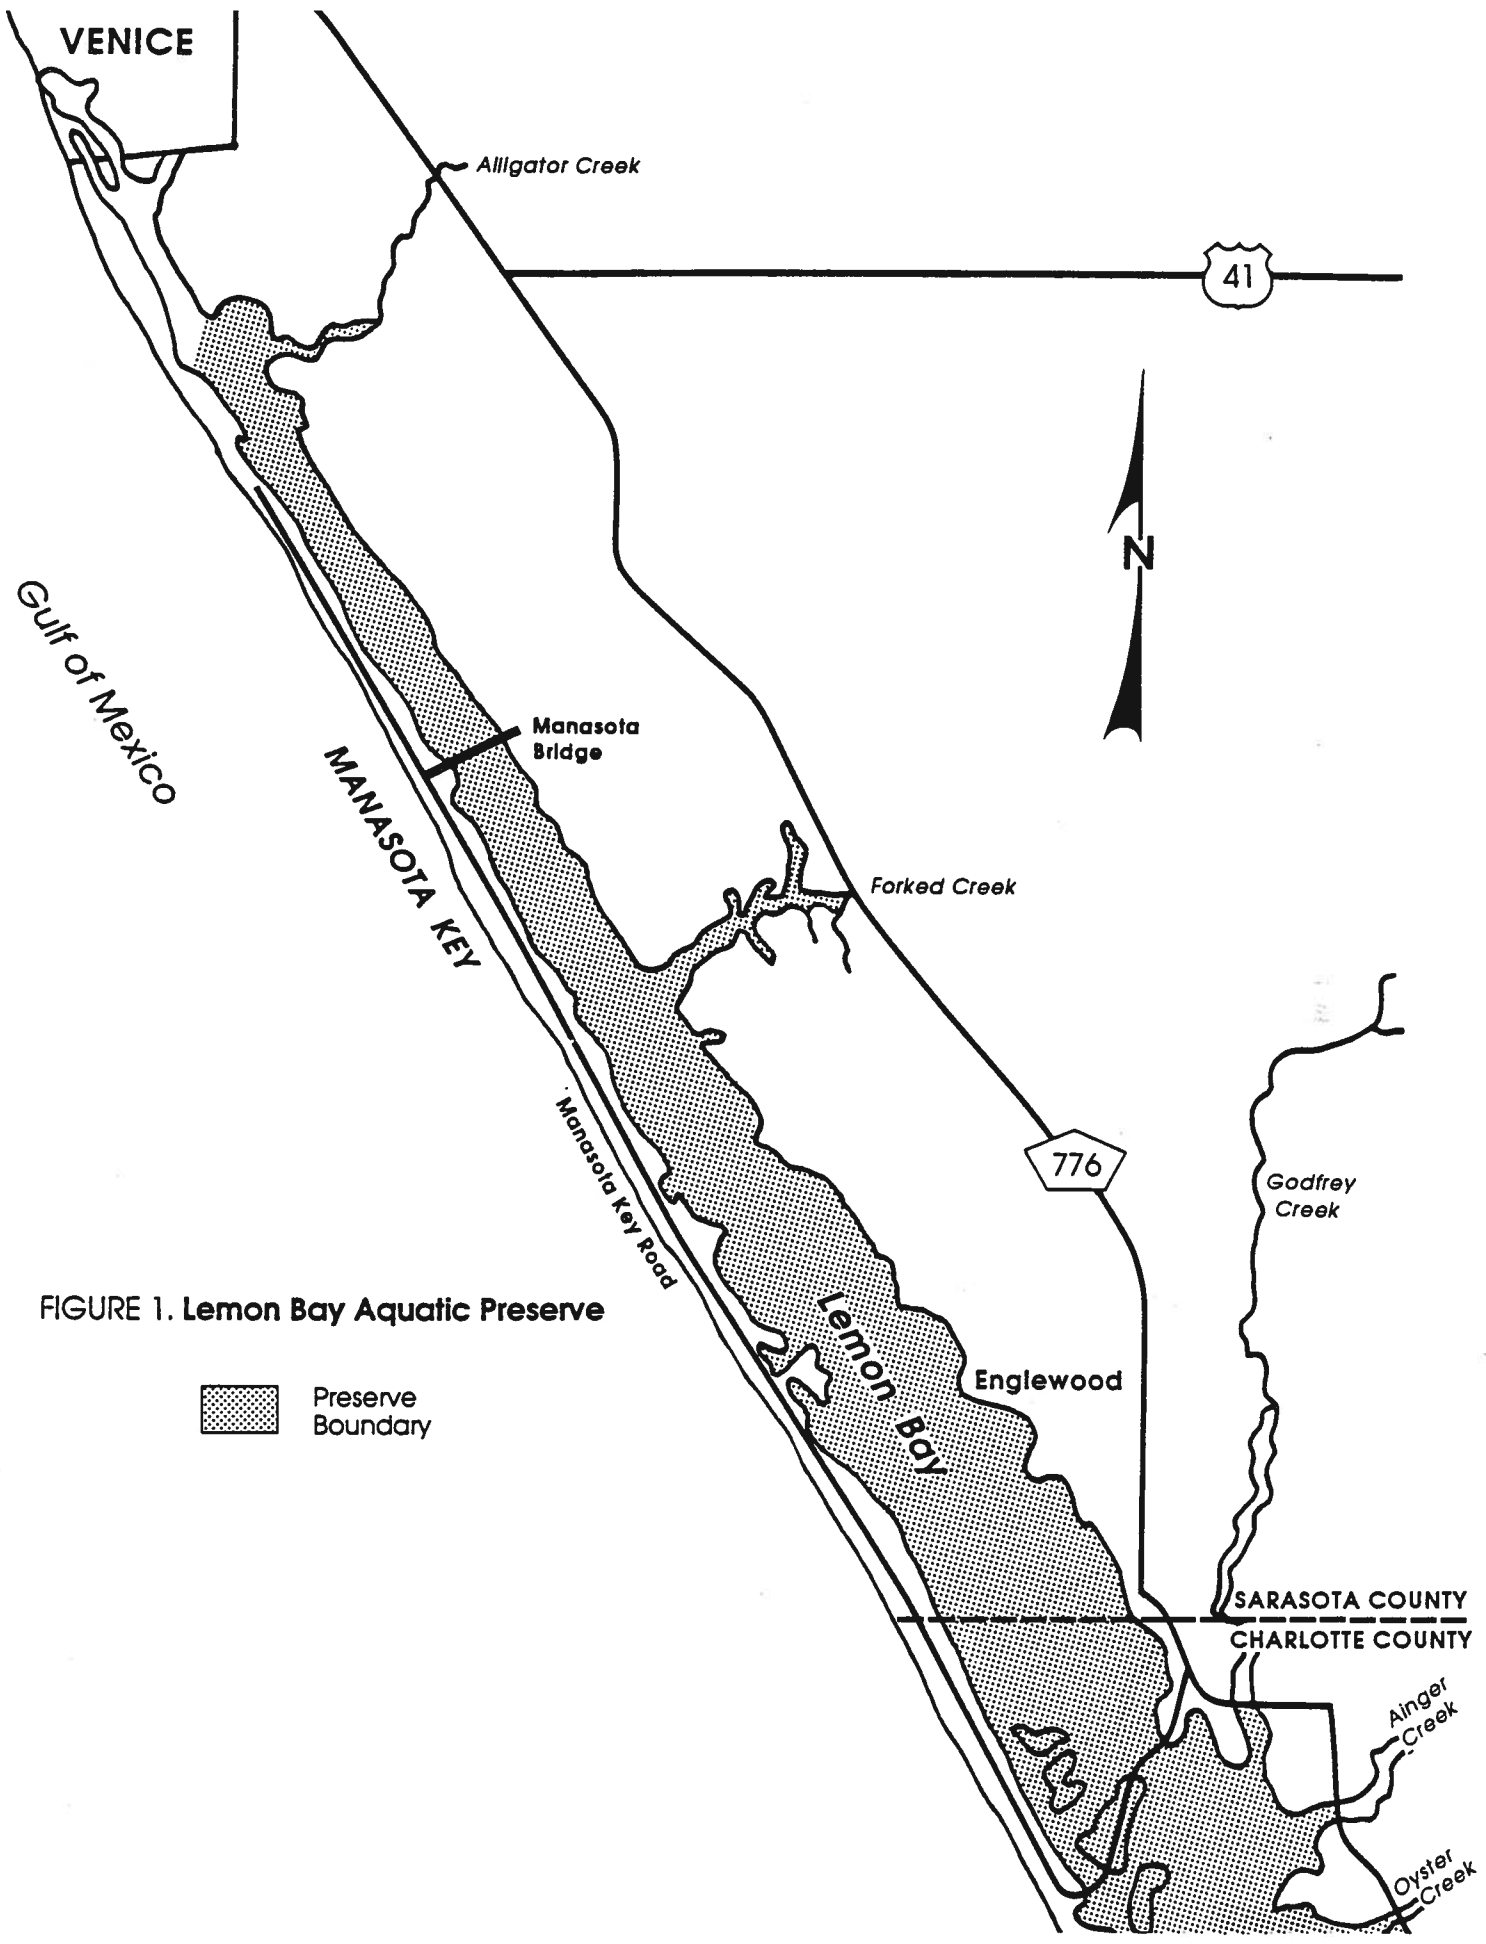 VENICE
Alligator Creek
41
N
Gulf of Mexico
Manasota
Bridge
MANASOTA KEY
Forked Creek
Manasota Key Road
776
Godfrey
Creek
FIGURE 1. Lemon Bay Aquatic Preserve
Lemon Bay
Englewood
Preserve
Boundary
SARASOTA COUNTY
CHARLOTTE COUNTY
Ainger
Creek
Oyster
Creek